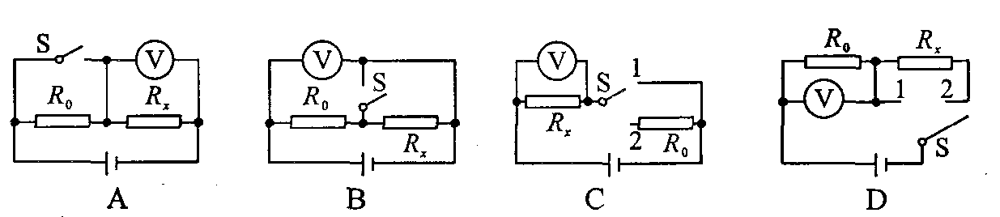 S V R₀ Rₓ A
V S R₀ Rₓ B
V S 1 Rₓ 2 R₀ C
R₀ Rₓ V 1 2 S D